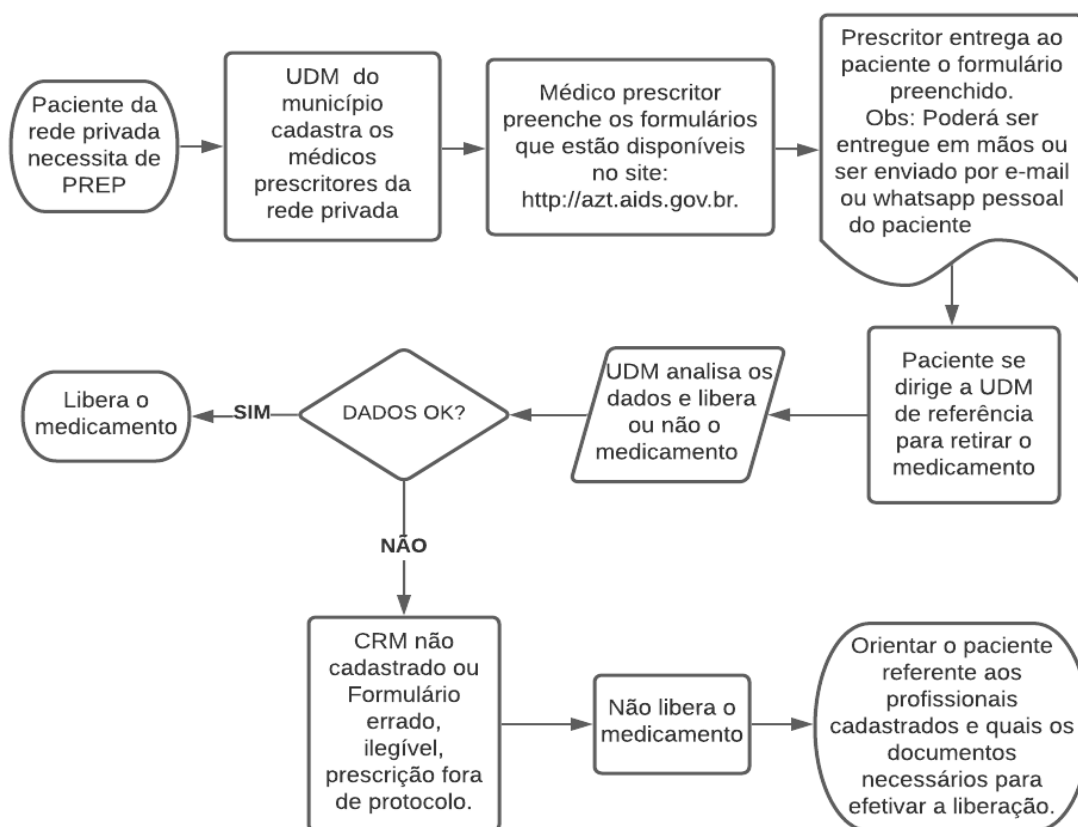 Paciente da
rede privada
necessita de
PREP
UDM do
município
cadastra os
médicos
prescritores da
rede privada
Médico prescritor
preenche os formulários
que estão disponíveis
no site:
http://azt.aids.gov.br.
Prescritor entrega ao
paciente o formulário
preenchido.
Obs: Poderá ser
entregue em mãos ou
ser enviado por e-mail
ou whatsapp pessoal
do paciente
Paciente se
dirige a UDM
de referência
para retirar o
medicamento
UDM analisa os
dados e libera
ou não o
medicamento
DADOS OK?
SIM
Libera o
medicamento
NÃO
CRM não
cadastrado ou
Formulário
errado,
ilegível,
prescrição fora
de protocolo.
Não libera o
medicamento
Orientar o paciente
referente aos
profissionais
cadastrados e quais os
documentos
necessários para
efetivar a liberação.